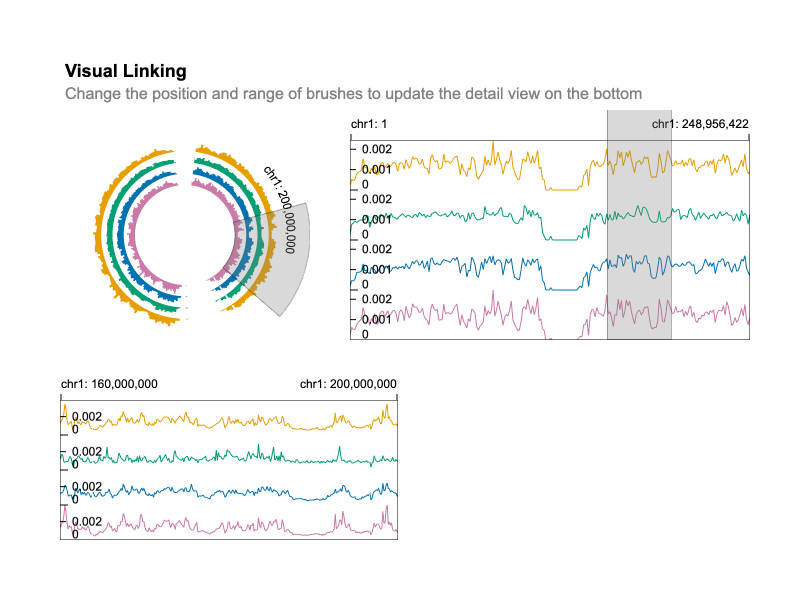 Visual Linking
Change the position and range of brushes to update the detail view on the bottom
chr1: 200,000,000
chr1: 1
chr1: 248,956,422
0.002
0.001
0
0.002
0.001
0
0.002
0.001
0
0.002
0.001
0
chr1: 160,000,000
chr1: 200,000,000
0.002
0
0.002
0
0.002
0
0.002
0